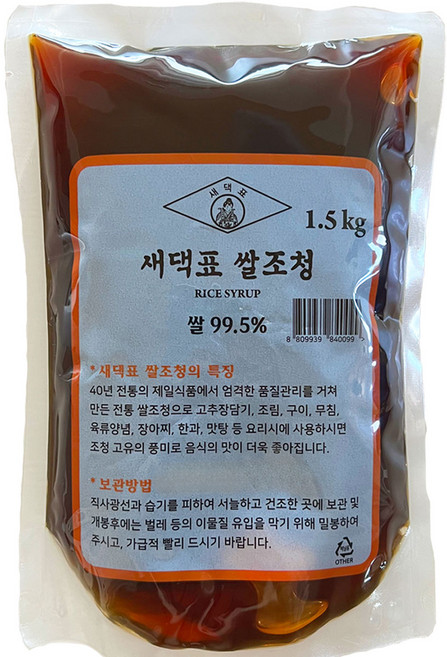 새댁표
1.5 kg
새댁표 쌀조청
RICE SYRUP
쌀 99.5%
8 809939 840099 >
*새댁표 쌀조청의 특징
40년 전통의 제일식품에서 엄격한 품질관리를 거쳐
만든 전통 쌀조청으로 고추장담기, 조림, 구이, 무침,
육류양념, 장아찌, 한과, 맛탕 등 요리시에 사용하시면
조청 고유의 풍미로 음식의 맛이 더욱 좋아집니다.
*보관방법
직사광선과 습기를 피하여 서늘하고 건조한 곳에 보관 및
개봉후에는 벌레 등의 이물질 유입을 막기 위해 밀봉하여
주시고, 가급적 빨리 드시기 바랍니다.
OTHER